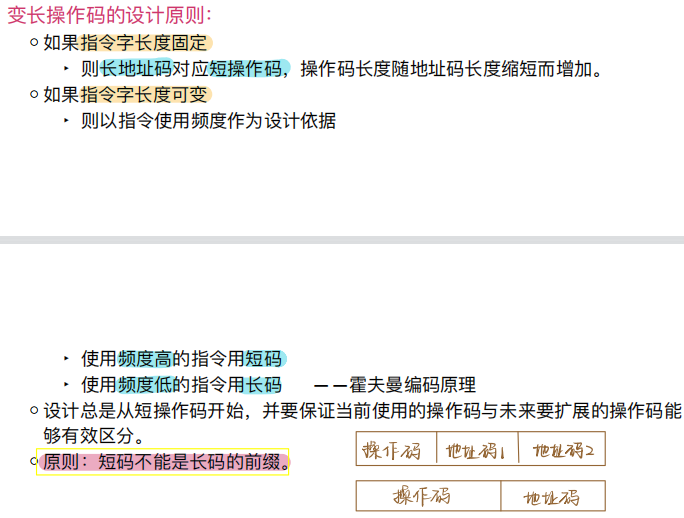 变长操作码的设计原则：
如果指令字长度固定
则长地址码对应短操作码，操作码长度随地址码长度缩短而增加。
如果指令字长度可变
则以指令使用频度作为设计依据
使用频度高的指令用短码
使用频度低的指令用长码 ——霍夫曼编码原理
设计总是从短操作码开始，并要保证当前使用的操作码与未来要扩展的操作码能
够有效区分。
原则：短码不能是长码的前缀。
操作码 地址码1 地址码2
操作码 地址码